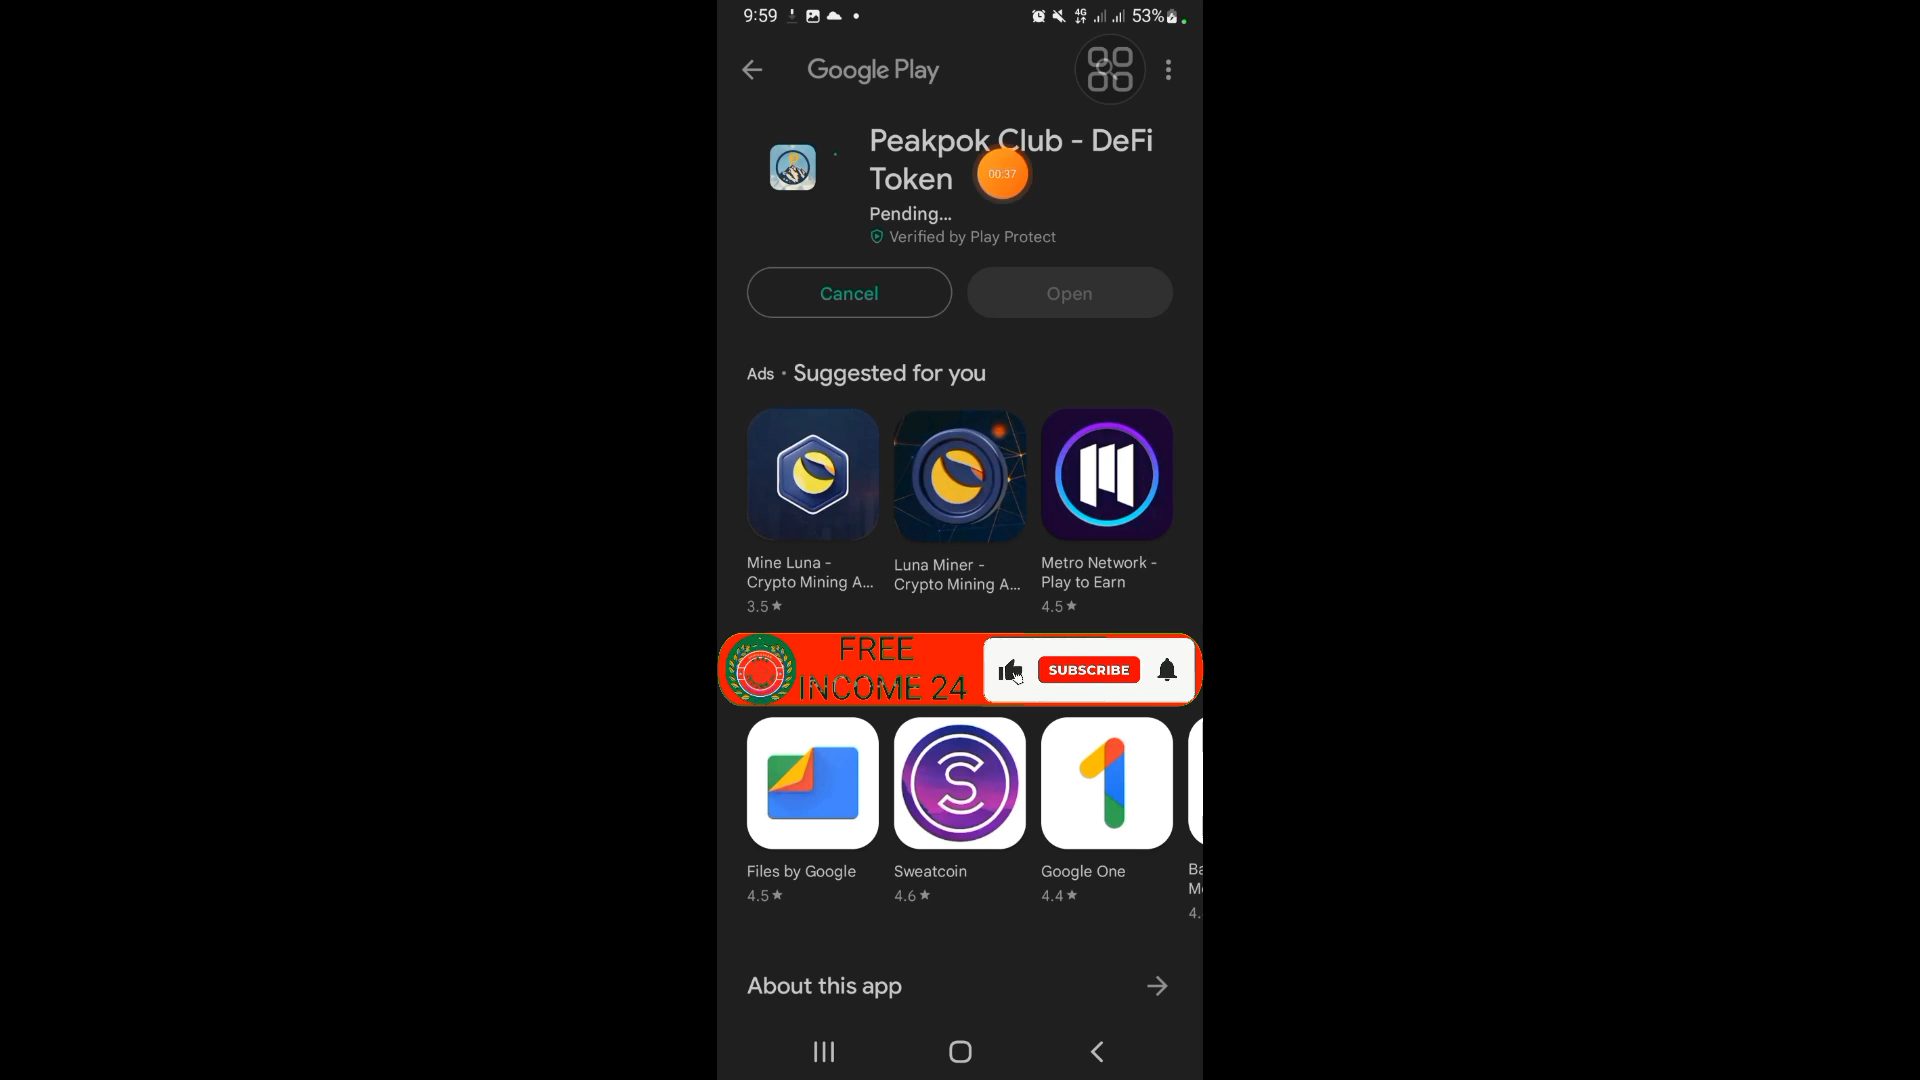 9:59
4G
53%
Google Play
Peakpok Club - DeFi
Token
00:37
Pending...
Verified by Play Protect
Cancel
Open
Ads • Suggested for you
Mine Luna -
Crypto Mining A...
3.5★
Luna Miner -
Crypto Mining A...
Metro Network -
Play to Earn
4.5★
FREE
INCOME 24
SUBSCRIBE
Files by Google
4.5★
Sweatcoin
4.6★
Google One
4.4★
About this app